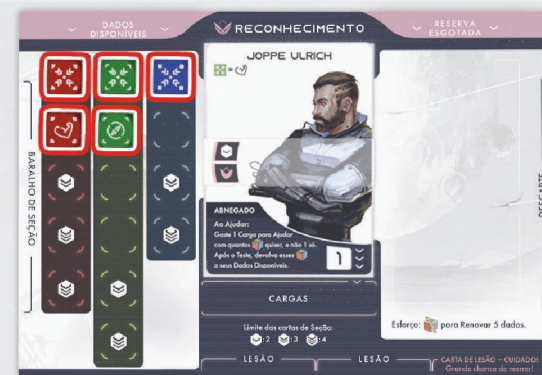 DADOS
DISPONÍVEIS
RECONHECIMENTO
RESERVA
ESGOTADA
JOPPE ULRICH
=
BARALHO DE SEÇÃO
DESCARTE
ABNEGADO
Ao Ajudar:
Gaste 1 Carga para Ajudar
com quantos quiser, e não 1 só.
Após o Teste, devolva esses
a seus Dados Disponíveis.
1
CARGAS
Limite das cartas de Seção:
:2 :3 :4
Esforço: para Renovar 5 dados.
LESÃO
LESÃO
CARTA DE LESÃO – CUIDADO!
Grande chance de morrer!